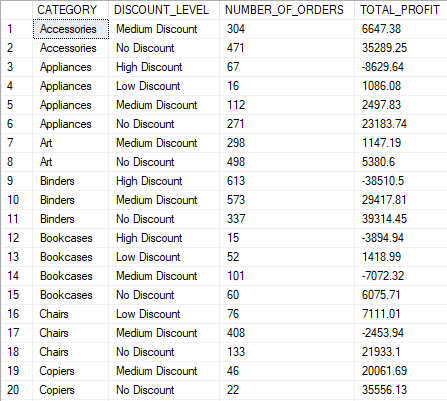 CATEGORY DISCOUNT_LEVEL NUMBER_OF_ORDERS TOTAL_PROFIT
1 Accessories Medium Discount 304 6647.38
2 Accessories No Discount 471 35289.25
3 Appliances High Discount 67 -8629.64
4 Appliances Low Discount 16 1086.08
5 Appliances Medium Discount 112 2497.83
6 Appliances No Discount 271 23183.74
7 Art Medium Discount 298 1147.19
8 Art No Discount 498 5380.6
9 Binders High Discount 613 -38510.5
10 Binders Medium Discount 573 29417.81
11 Binders No Discount 337 39314.45
12 Bookcases High Discount 15 -3894.94
13 Bookcases Low Discount 52 1418.99
14 Bookcases Medium Discount 101 -7072.32
15 Bookcases No Discount 60 6075.71
16 Chairs Low Discount 76 7111.01
17 Chairs Medium Discount 408 -2453.94
18 Chairs No Discount 133 21933.1
19 Copiers Medium Discount 46 20061.69
20 Copiers No Discount 22 35556.13